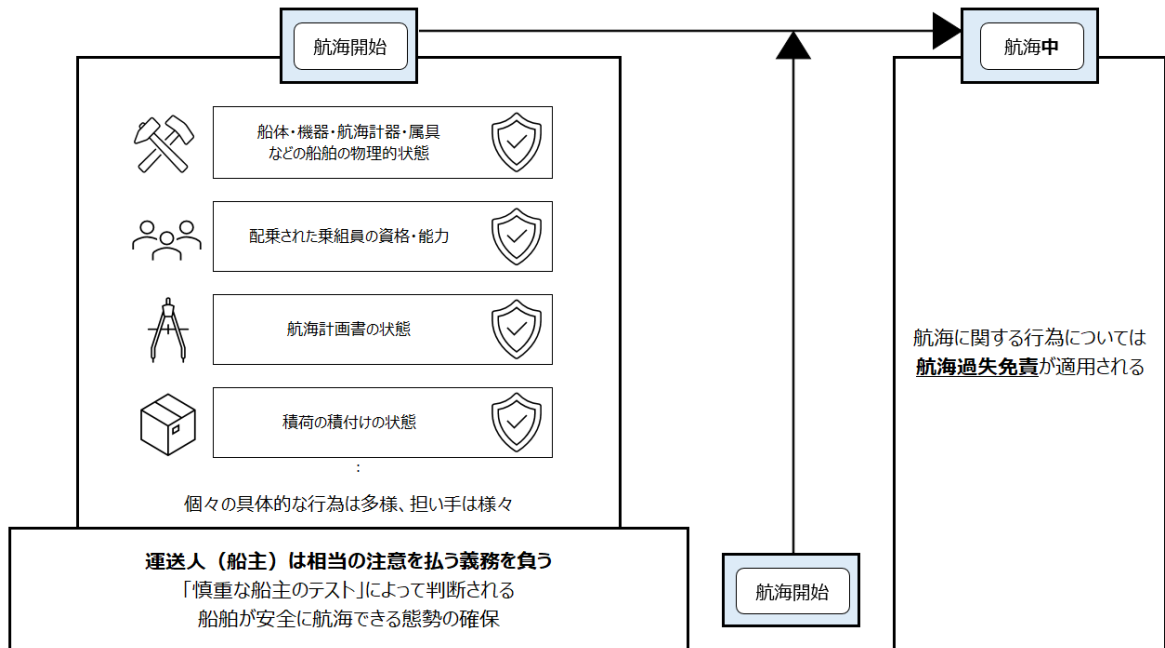 航海開始
航海中
船体・機器・航海計器・属具
などの船舶の物理的状態
配乗された乗組員の資格・能力
航海計画書の状態
積荷の積付けの状態
:
個々の具体的な行為は多様、担い手は様々
運送人（船主）は相当の注意を払う義務を負う
「慎重な船主のテスト」によって判断される
船舶が安全に航海できる態勢の確保
航海開始
航海に関する行為については
航海過失免責が適用される